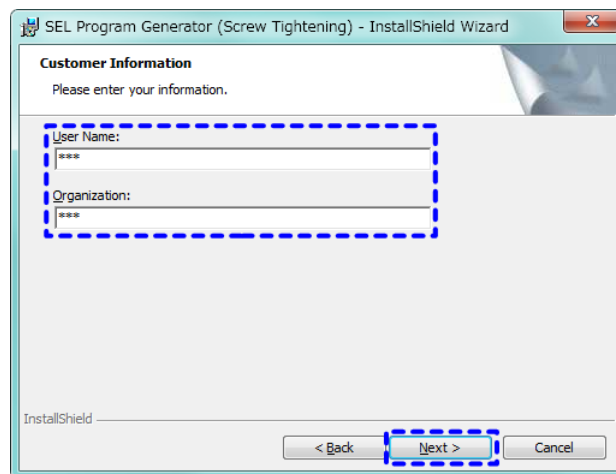 SEL Program Generator (Screw Tightening) - InstallShield Wizard
Customer Information
Please enter your information.
User Name:
***
Organization:
***
InstallShield
< Back
Next >
Cancel